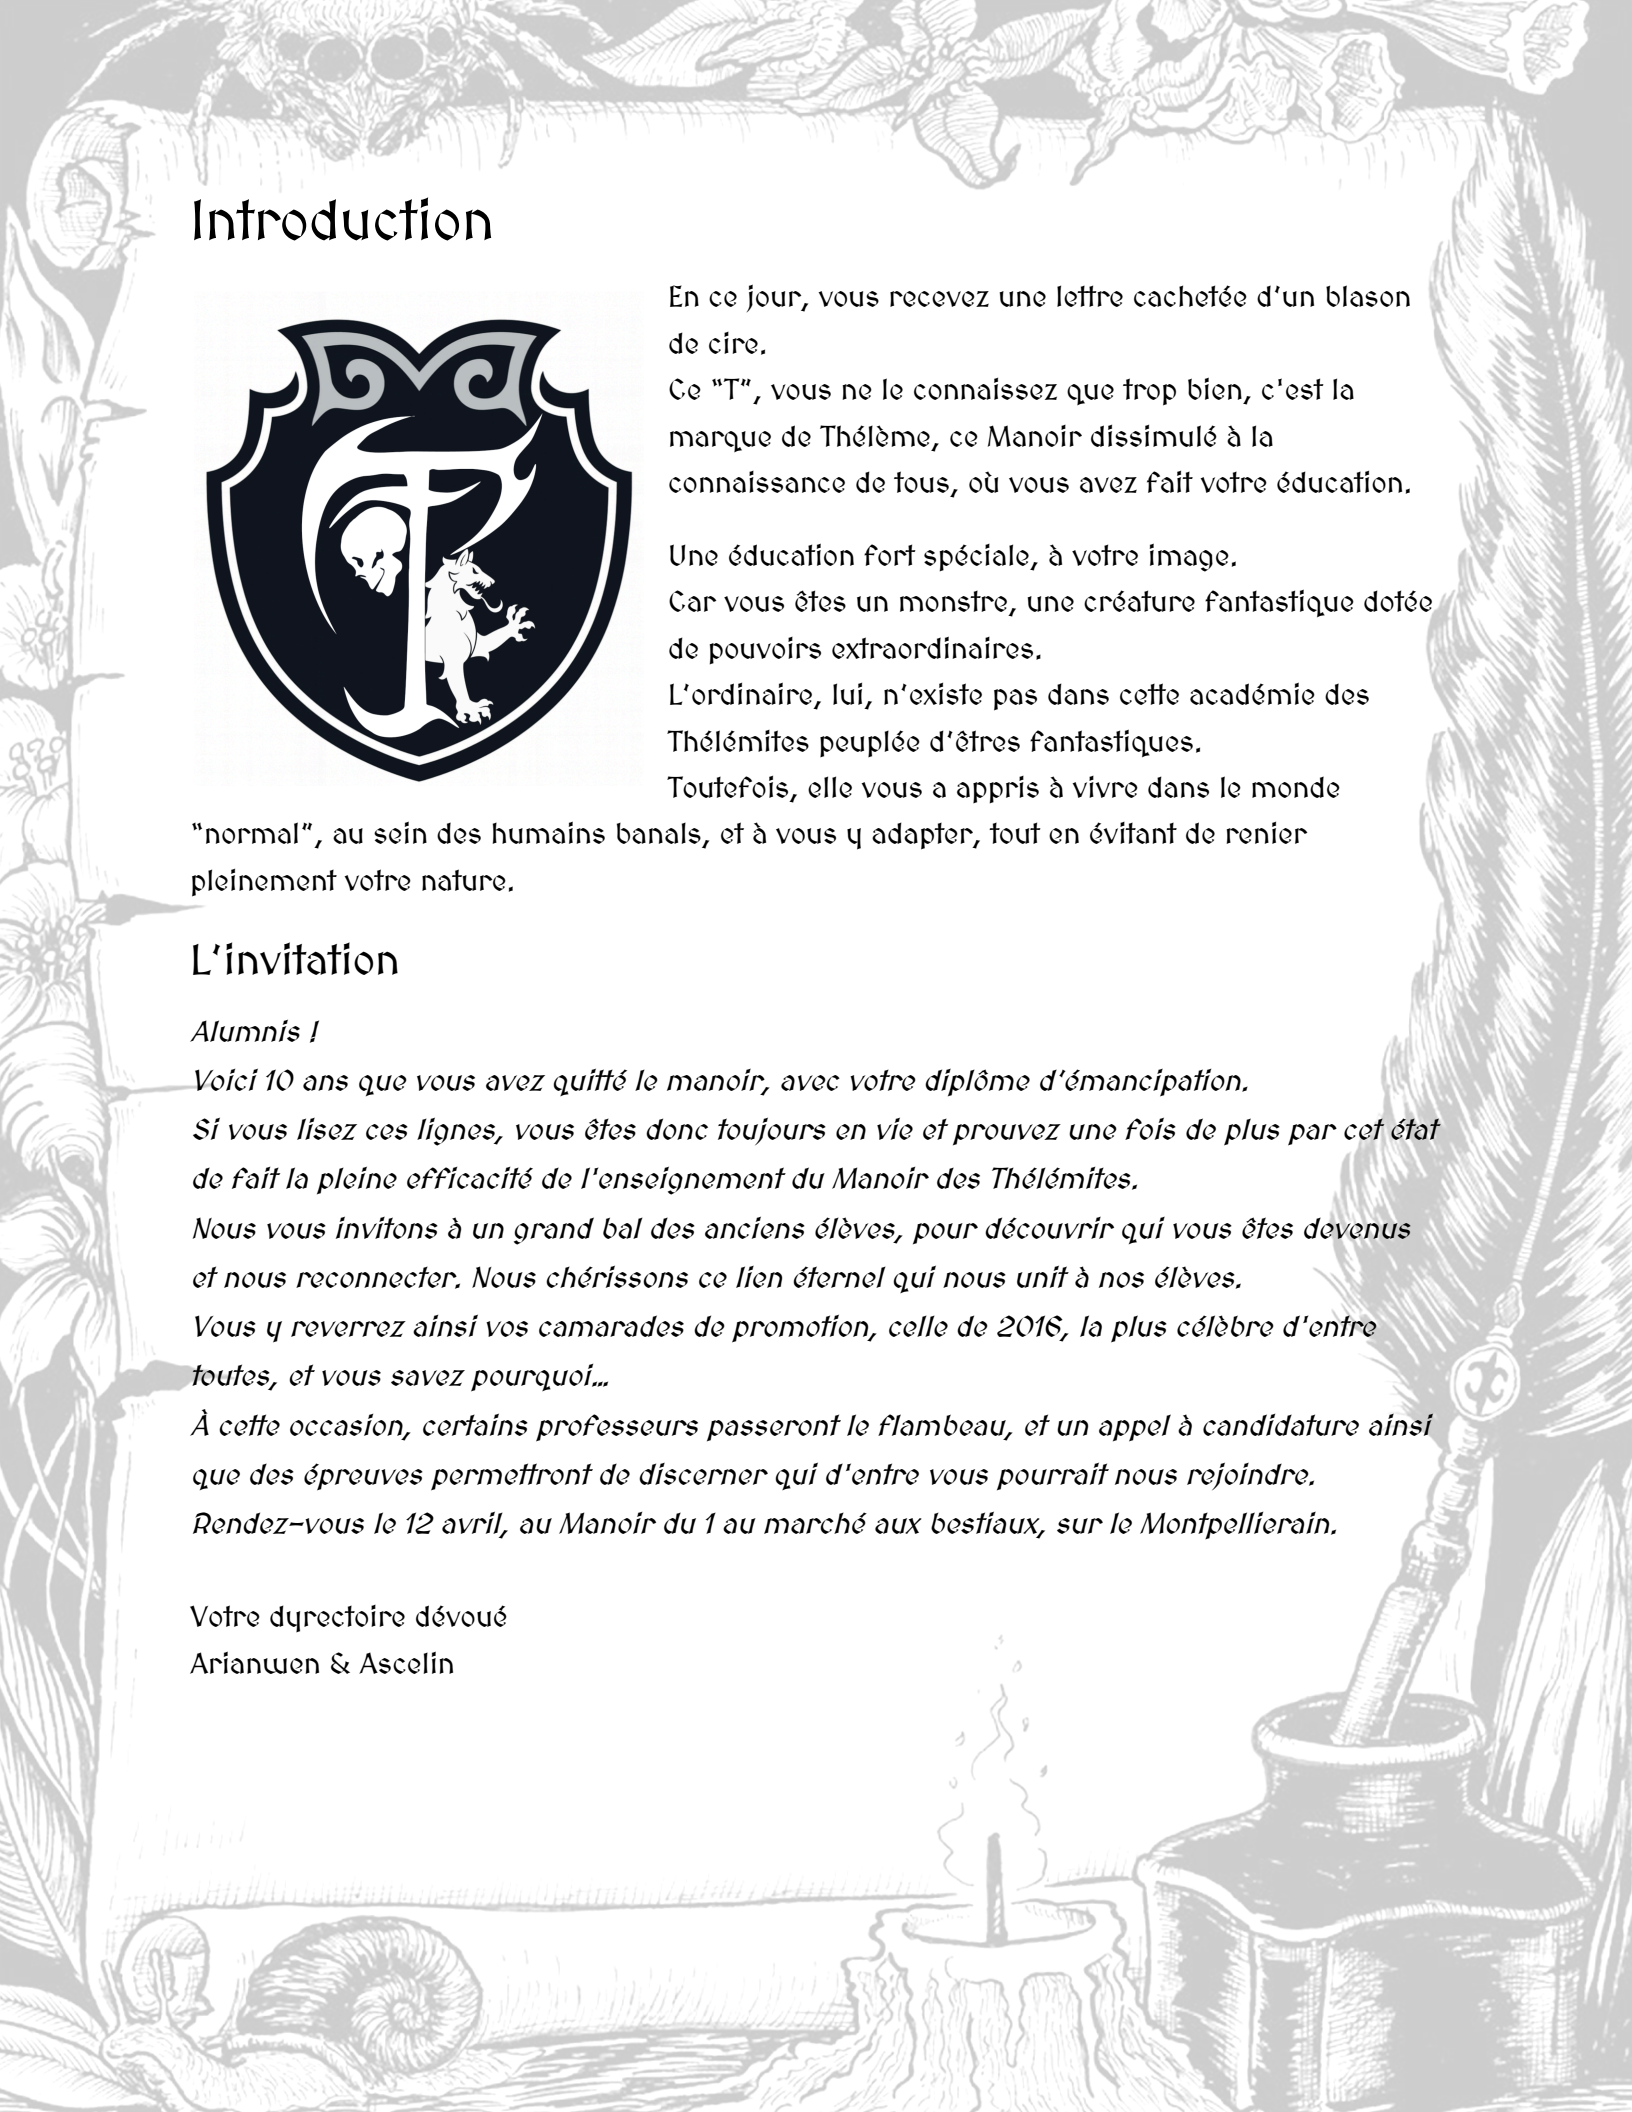 Introduction
En ce jour, vous recevez une lettre cachetée d’un blason
de cire.
Ce “T”, vous ne le connaissez que trop bien, c'est la
marque de Thélème, ce Manoir dissimulé à la
connaissance de tous, où vous avez fait votre éducation.
Une éducation fort spéciale, à votre image.
Car vous êtes un monstre, une créature fantastique dotée
de pouvoirs extraordinaires.
L’ordinaire, lui, n’existe pas dans cette académie des
Thélémites peuplée d’êtres fantastiques.
Toutefois, elle vous a appris à vivre dans le monde
“normal”, au sein des humains banals, et à vous y adapter, tout en évitant de renier
pleinement votre nature.
L’invitation
Alumnis !
Voici 10 ans que vous avez quitté le manoir, avec votre diplôme d’émancipation.
Si vous lisez ces lignes, vous êtes donc toujours en vie et prouvez une fois de plus par cet état
de fait la pleine efficacité de l'enseignement du Manoir des Thélémites.
Nous vous invitons à un grand bal des anciens élèves, pour découvrir qui vous êtes devenus
et nous reconnecter. Nous chérissons ce lien éternel qui nous unit à nos élèves.
Vous y reverrez ainsi vos camarades de promotion, celle de 2016, la plus célèbre d'entre
toutes, et vous savez pourquoi…
À cette occasion, certains professeurs passeront le flambeau, et un appel à candidature ainsi
que des épreuves permettront de discerner qui d'entre vous pourrait nous rejoindre.
Rendez-vous le 12 avril, au Manoir du 1 au marché aux bestiaux, sur le Montpellierain.
Votre dyrectoire dévoué
Arianwen & Ascelin